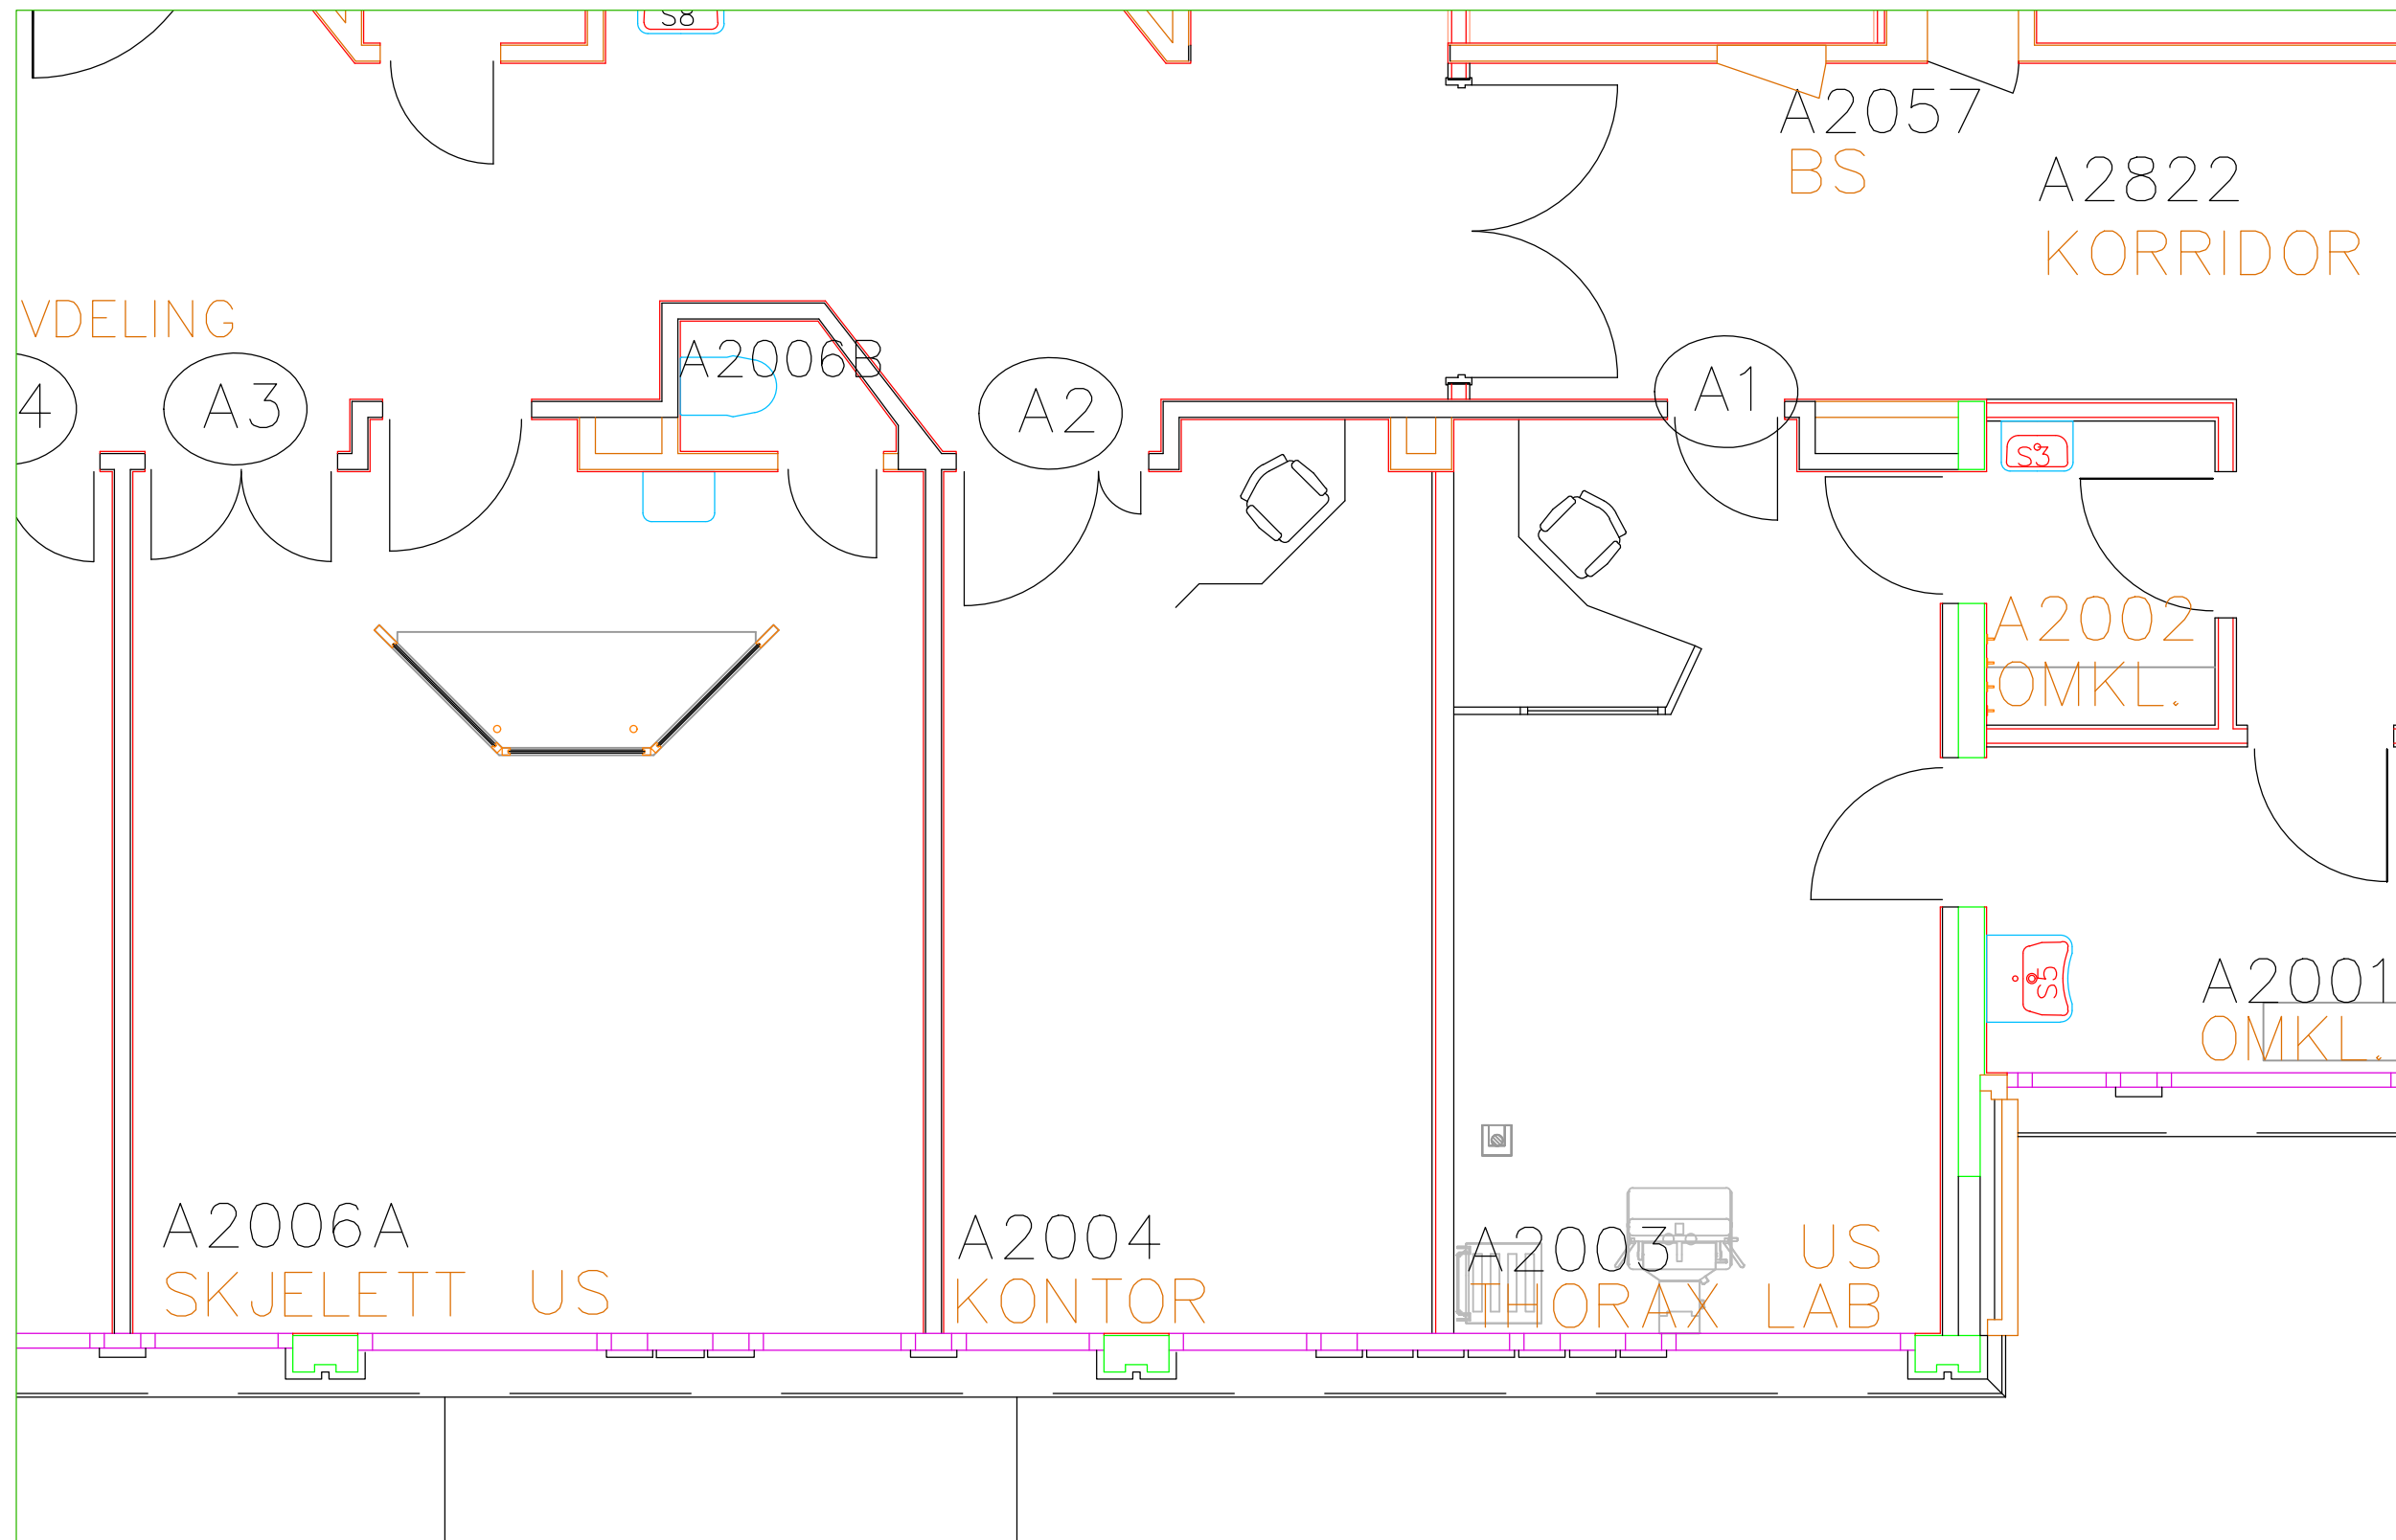 S8
A2057
BS
A2822
KORRIDOR
VDELING
A2006B
4
A3
A2
A1
S3
A2002
OMKL.
S5
A2001
OMKL.
A2006A
SKJELETT US
A2004
KONTOR
A2003 US
THORAX LAB